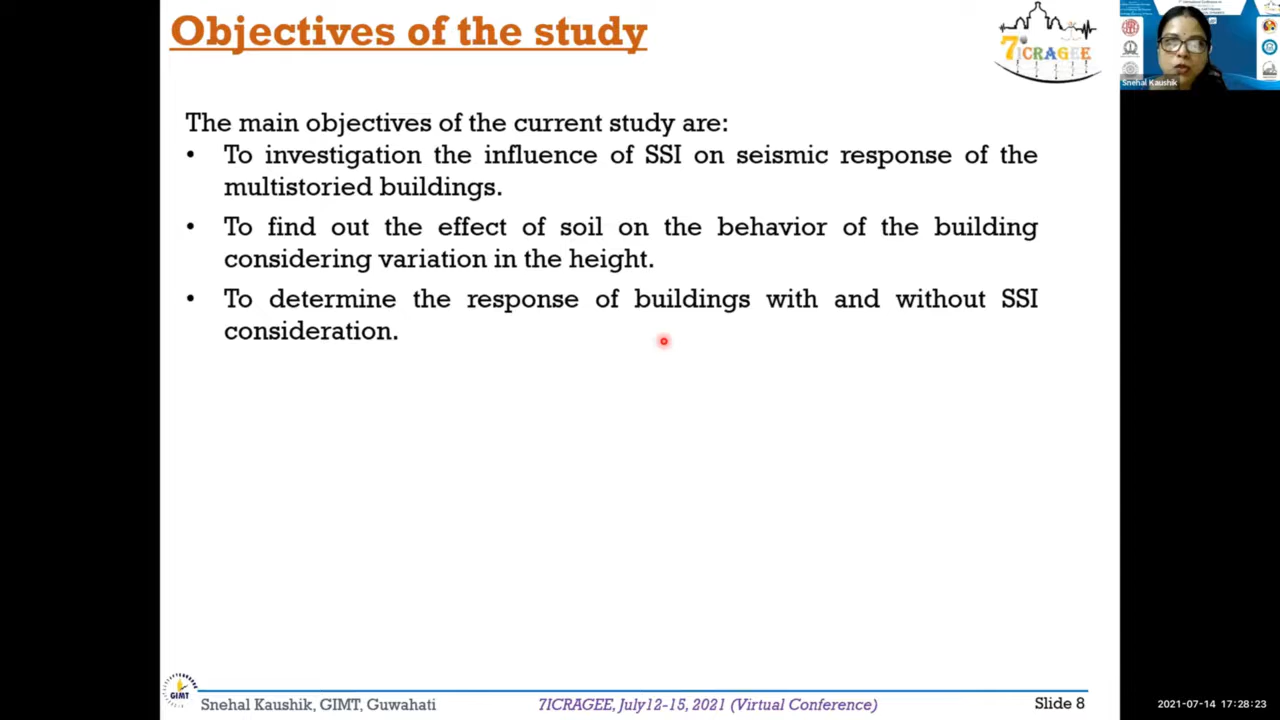 Objectives of the study
7ICRAGEE
Snehal Kaushik
The main objectives of the current study are:
• To investigation the influence of SSI on seismic response of the
multistoried buildings.
• To find out the effect of soil on the behavior of the building
considering variation in the height.
• To determine the response of buildings with and without SSI
consideration.
GIMT
Snehal Kaushik, GIMT, Guwahati
7ICRAGEE, July12-15, 2021 (Virtual Conference)
Slide 8
2021-07-14 17:28:23